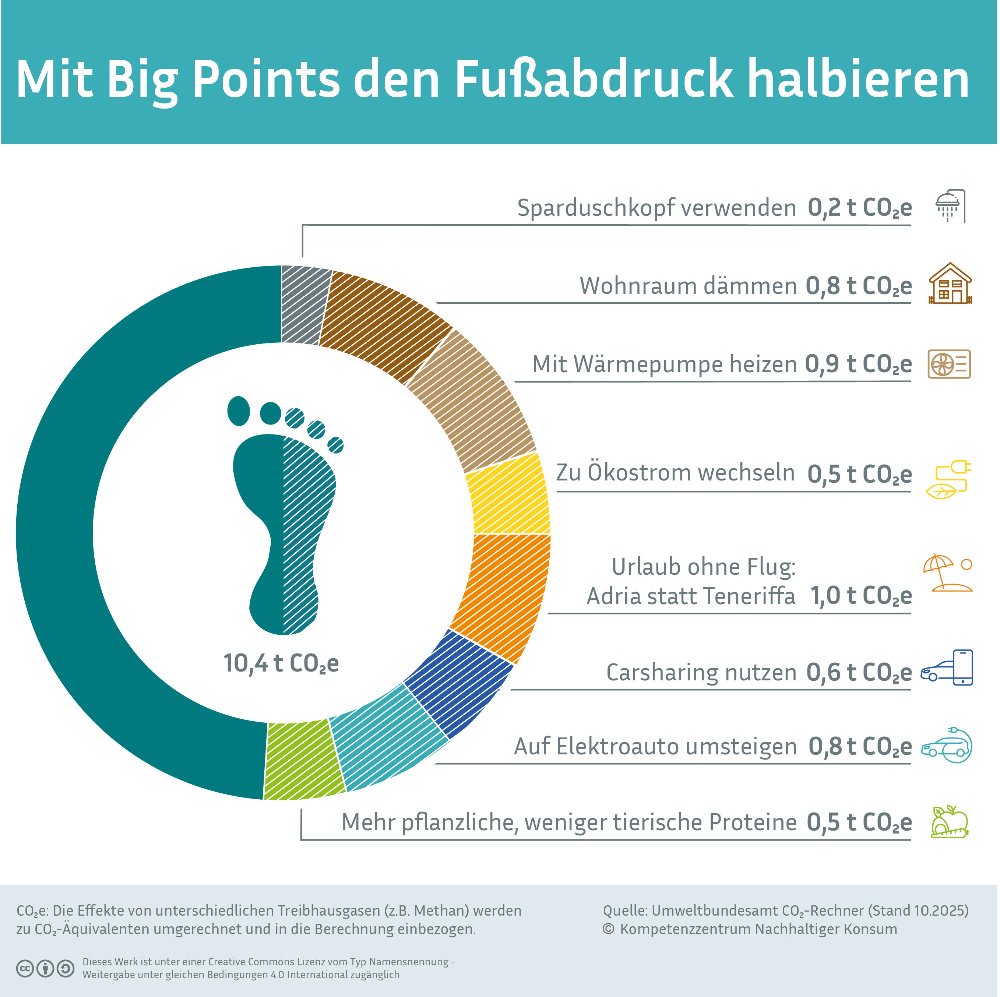 Mit Big Points den Fußabdruck halbieren
Sparduschkopf verwenden 0,2 t CO₂e
Wohnraum dämmen 0,8 t CO₂e
Mit Wärmepumpe heizen 0,9 t CO₂e
Zu Ökostrom wechseln 0,5 t CO₂e
Urlaub ohne Flug:
Adria statt Teneriffa 1,0 t CO₂e
10,4 t CO₂e
Carsharing nutzen 0,6 t CO₂e
Auf Elektroauto umsteigen 0,8 t CO₂e
Mehr pflanzliche, weniger tierische Proteine 0,5 t CO₂e
CO₂e: Die Effekte von unterschiedlichen Treibhausgasen (z.B. Methan) werden
zu CO₂-Äquivalenten umgerechnet und in die Berechnung einbezogen.
Quelle: Umweltbundesamt CO₂-Rechner (Stand 10.2025)
© Kompetenzzentrum Nachhaltiger Konsum
cc
Dieses Werk ist unter einer Creative Commons Lizenz vom Typ Namensnennung -
Weitergabe unter gleichen Bedingungen 4.0 International zugänglich